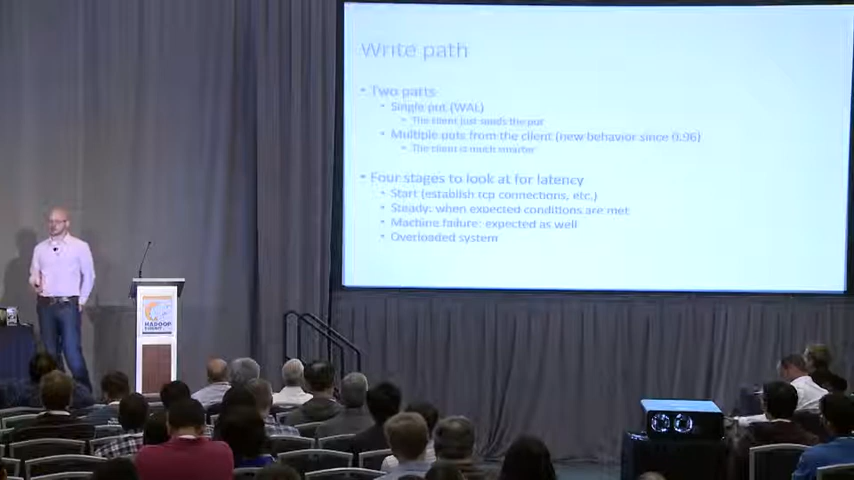 Write path
• Two parts
• Single put (WAL)
• The client just sends the put
• Multiple puts from the client (new behavior since 0.96)
• The client is much smarter
• Four stages to look at for latency
• Start (establish tcp connections, etc.)
• Steady: when expected conditions are met
• Machine failure: expected as well
• Overloaded system
HADOOP
SUMMIT